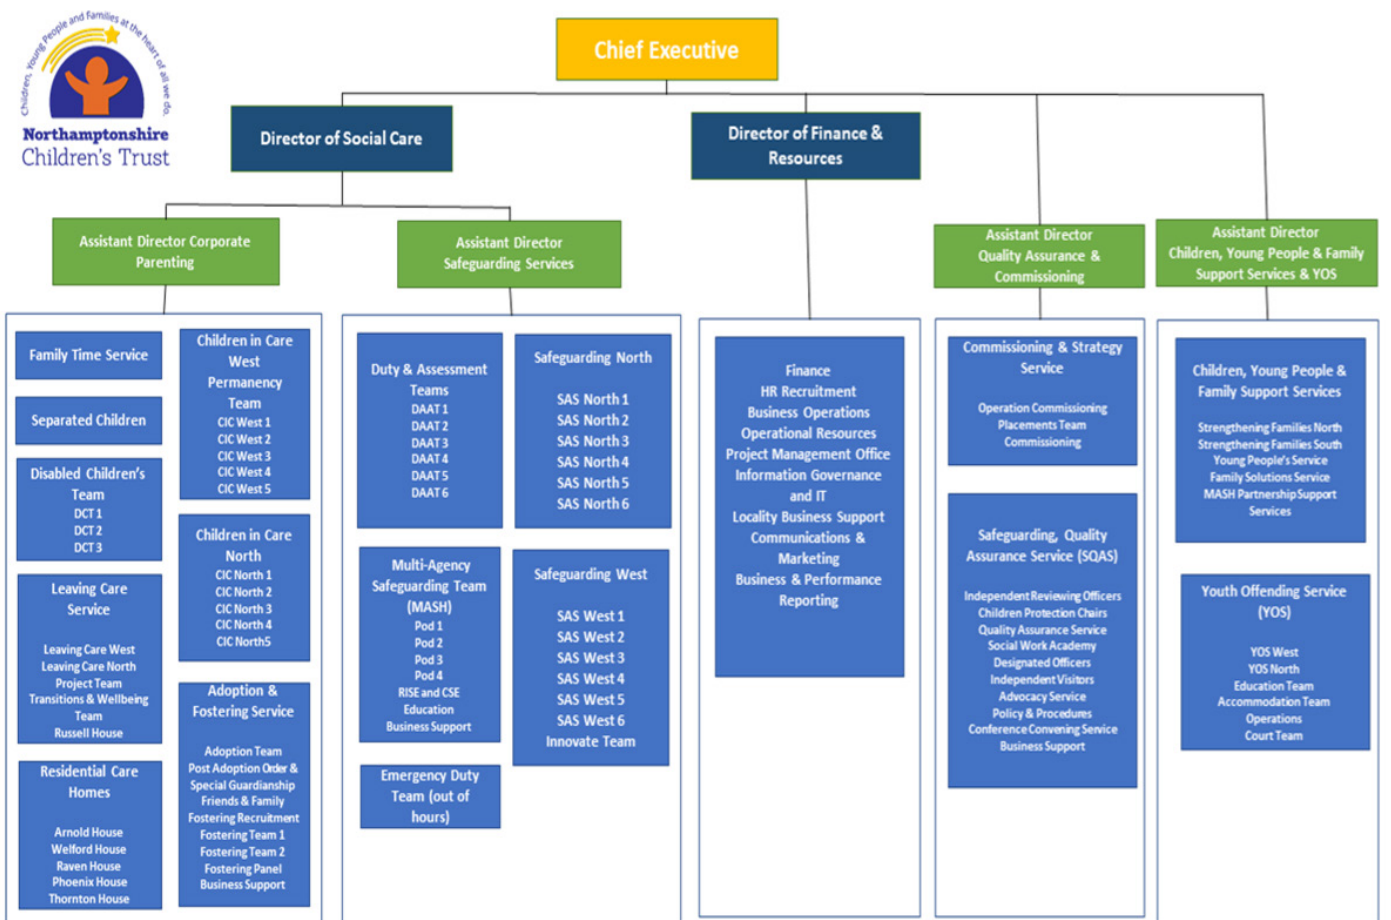 Children, Young People and Families at the heart of all we do.
Northamptonshire
Children's Trust
Chief Executive
Director of Social Care
Director of Finance &
Resources
Assistant Director Corporate
Parenting
Assistant Director
Safeguarding Services
Assistant Director
Quality Assurance &
Commissioning
Assistant Director
Children, Young People & Family
Support Services & YOS
Family Time Service
Separated Children
Disabled Children's
Team
DCT 1
DCT 2
DCT 3
Leaving Care
Service
Leaving Care West
Leaving Care North
Project Team
Transitions & Wellbeing
Team
Russell House
Residential Care
Homes
Arnold House
Welford House
Raven House
Phoenix House
Thornton House
Children in Care
West
Permanency
Team
CIC West 1
CIC West 2
CIC West 3
CIC West 4
CIC West 5
Children in Care
North
CIC North 1
CIC North 2
CIC North 3
CIC North 4
CIC North5
Adoption &
Fostering Service
Adoption Team
Post Adoption Order &
Special Guardianship
Friends & Family
Fostering Recruitment
Fostering Team 1
Fostering Team 2
Fostering Panel
Business Support
Duty & Assessment
Teams
DAAT 1
DAAT 2
DAAT 3
DAAT 4
DAAT 5
DAAT 6
Multi-Agency
Safeguarding Team
(MASH)
Pod 1
Pod 2
Pod 3
Pod 4
RISE and CSE
Education
Business Support
Emergency Duty
Team (out of
hours)
Safeguarding North
SAS North 1
SAS North 2
SAS North 3
SAS North 4
SAS North 5
SAS North 6
Safeguarding West
SAS West 1
SAS West 2
SAS West 3
SAS West 4
SAS West 5
SAS West 6
Innovate Team
Finance
HR Recruitment
Business Operations
Operational Resources
Project Management Office
Information Governance
and IT
Locality Business Support
Communications &
Marketing
Business & Performance
Reporting
Commissioning & Strategy
Service
Operation Commissioning
Placements Team
Commissioning
Safeguarding, Quality
Assurance Service (SQAS)
Independent Reviewing Officers
Children Protection Chairs
Quality Assurance Service
Social Work Academy
Designated Officers
Independent Visitors
Advocacy Service
Policy & Procedures
Conference Convening Service
Business Support
Children, Young People &
Family Support Services
Strengthening Families North
Strengthening Families South
Young People's Service
Family Solutions Service
MASH Partnership Support
Services
Youth Offending Service
(YOS)
YOS West
YOS North
Education Team
Accommodation Team
Operations
Court Team